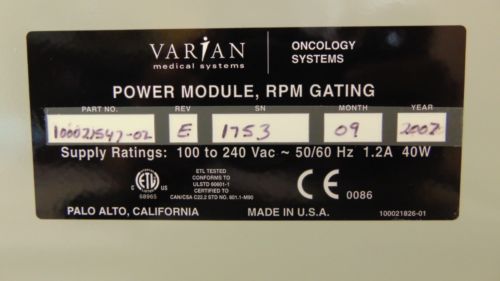 VARIAN
medical systems
ONCOLOGY
SYSTEMS
POWER MODULE, RPM GATING
PART NO. REV SN MONTH YEAR
100021547-02 E 1753 09 2007
Supply Ratings: 100 to 240 Vac ~ 50/60 Hz 1.2A 40W
ETL
60965
ETL TESTED
CONFORMS TO
ULSTD 60601-1
CERTIFIED TO
CAN/CSA C22.2 STD NO. 601.1-M90
CE 0086
PALO ALTO, CALIFORNIA MADE IN U.S.A. 100021826-01